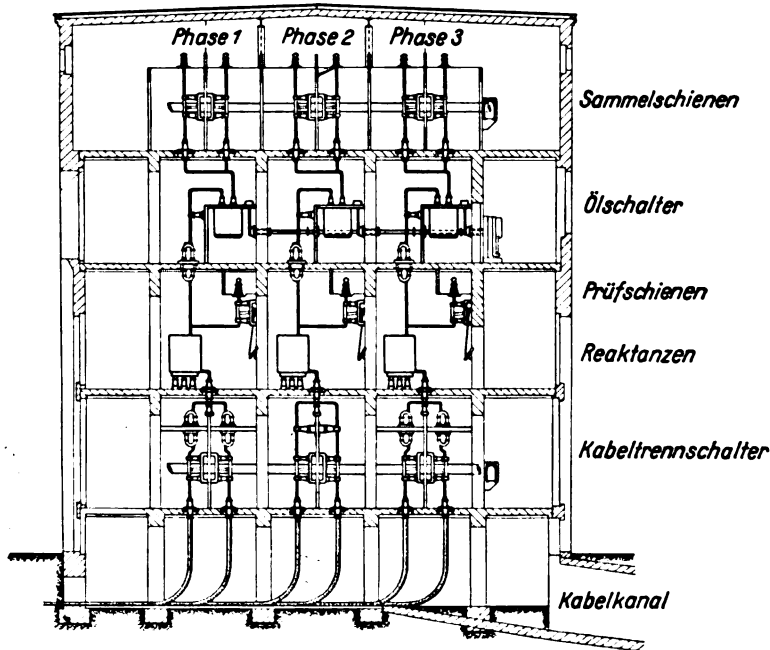 Phase 1 Phase 2 Phase 3
Sammelschienen
Ölschalter
Prüfschienen
Reaktanzen
Kabeltrennschalter
Kabelkanal